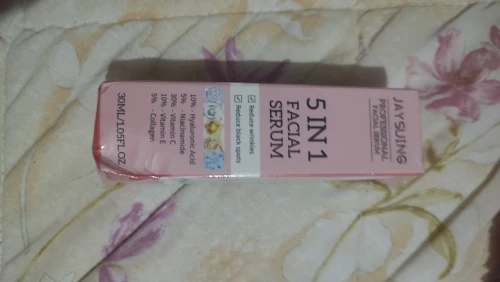 JAYSUING
PROFESSIONAL
FACIAL SERUM
5 IN 1
FACIAL
SERUM
Reduce wrinkles
Reduce black spots
10% - Hyaluronic Acid
5% - Niacinamide
30% - Vitamin C
10% - Vitamin E
5% - Collagen
30ML/1.05FL.OZ